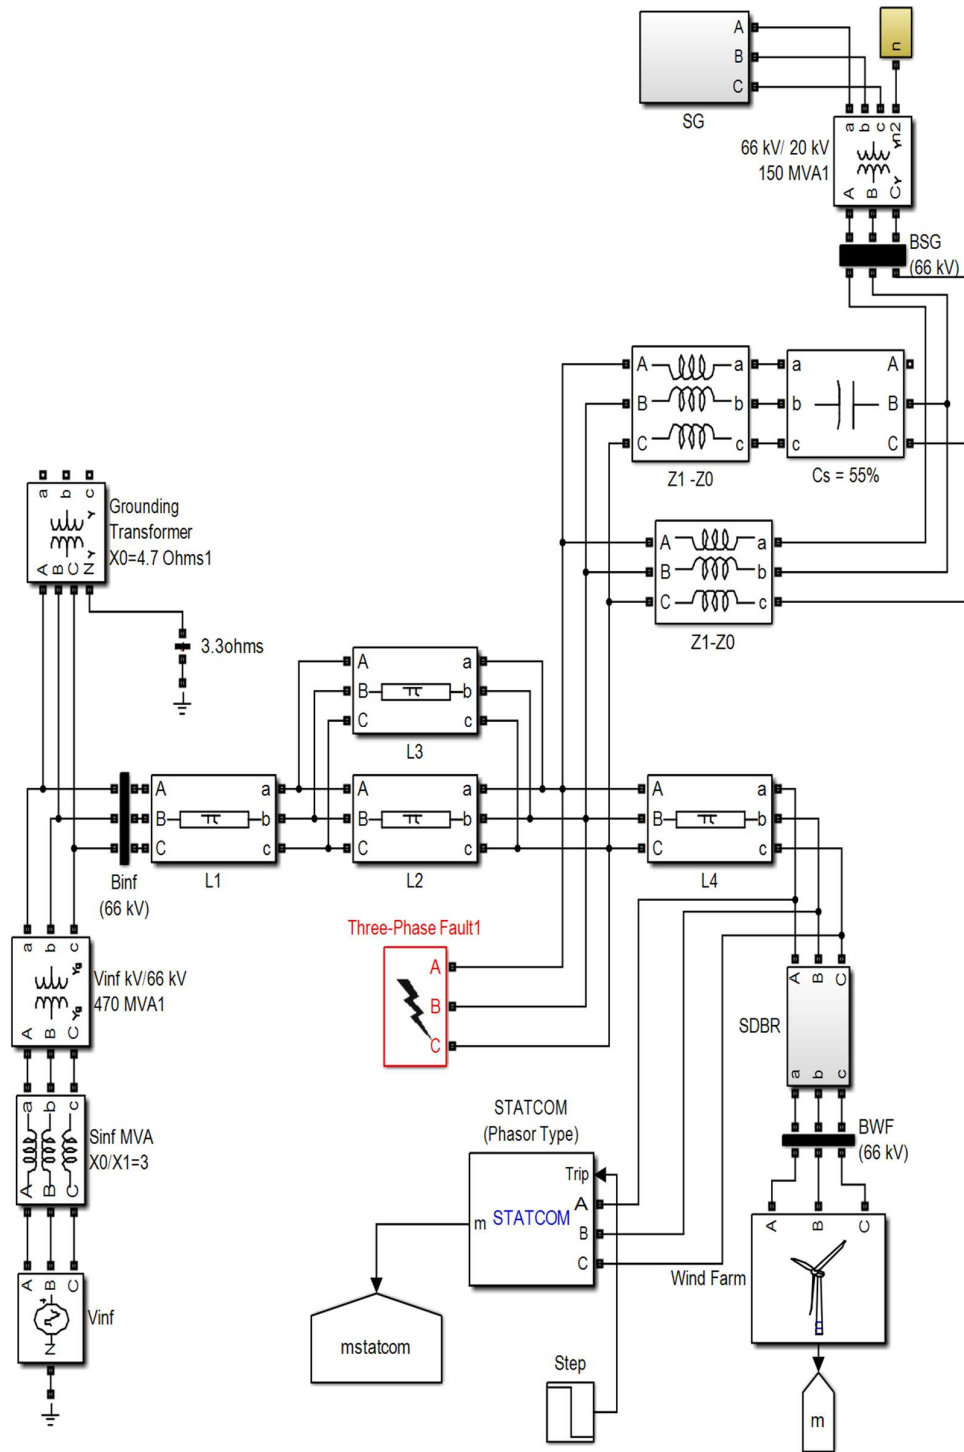 A
B
C
SG
n
a
b
c
n2
Y
66 kV/ 20 kV
150 MVA1
A
B
C
Y
BSG
(66 kV)
A
B
C
a
b
c
Z1 -Z0
a
b
c
A
B
C
Cs = 55%
A
B
C
a
b
c
Z1-Z0
a
b
c
Y
Y
A
B
C
N
Grounding
Transformer
X0=4.7 Ohms1
3.3ohms
A
B
C
a
b
c
π
L3
Binf
(66 kV)
A
B
C
a
b
c
π
L1
A
B
C
a
b
c
π
L2
A
B
C
a
b
c
π
L4
Three-Phase Fault1
A
B
C
a
b
c
Yg
Yg
A
B
C
Vinf kV/66 kV
470 MVA1
A
B
C
a
b
c
SDBR
a
b
c
A
B
C
Sinf MVA
X0/X1=3
STATCOM
(Phasor Type)
Trip
A
B
C
m
STATCOM
mstatcom
BWF
(66 kV)
A
B
C
Wind Farm
m
A
B
C
N
Vinf
Step